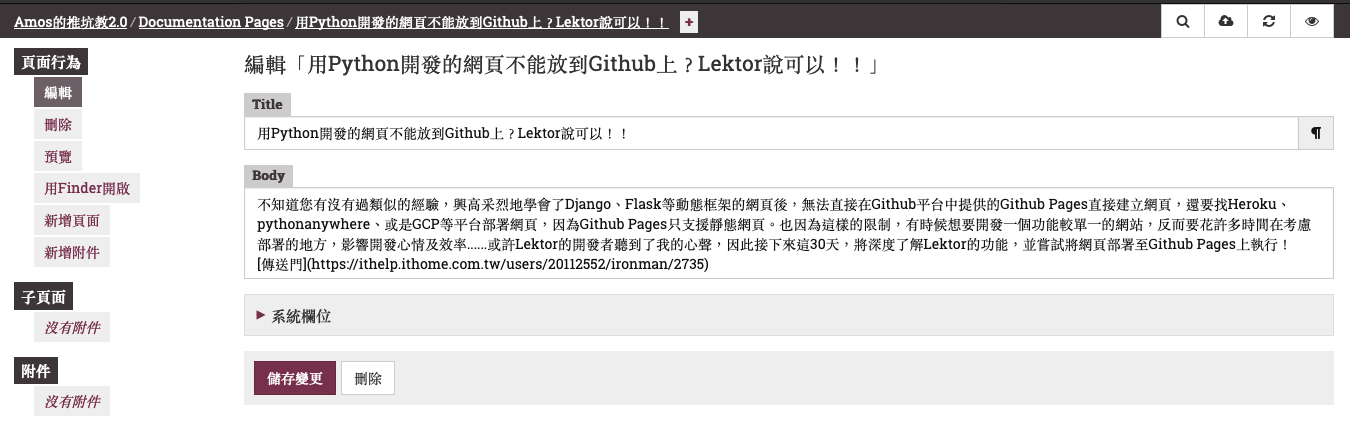 Amos的推坑教2.0 / Documentation Pages / 用Python開發的網頁不能放到Github上？Lektor說可以！！ +
頁面行為
編輯
刪除
預覽
用Finder開啟
新增頁面
新增附件
子頁面
沒有附件
附件
沒有附件
編輯「用Python開發的網頁不能放到Github上？Lektor說可以！！」
Title
用Python開發的網頁不能放到Github上？Lektor說可以！！ ¶
Body
不知道您有沒有過類似的經驗，興高采烈地學會了Django、Flask等動態框架的網頁後，無法直接在Github平台中提供的Github Pages直接建立網頁，還要找Heroku、
pythonanywhere、或是GCP等平台部署網頁，因為Github Pages只支援靜態網頁。也因為這樣的限制，有時候想要開發一個功能較單一的網站，反而要花許多時間在考慮
部署的地方，影響開發心情及效率......或許Lektor的開發者聽到了我的心聲，因此接下來這30天，將深度了解Lektor的功能，並嘗試將網頁部署至Github Pages上執行！
[傳送門](https://ithelp.ithome.com.tw/users/20112552/ironman/2735)
系統欄位
儲存變更 刪除